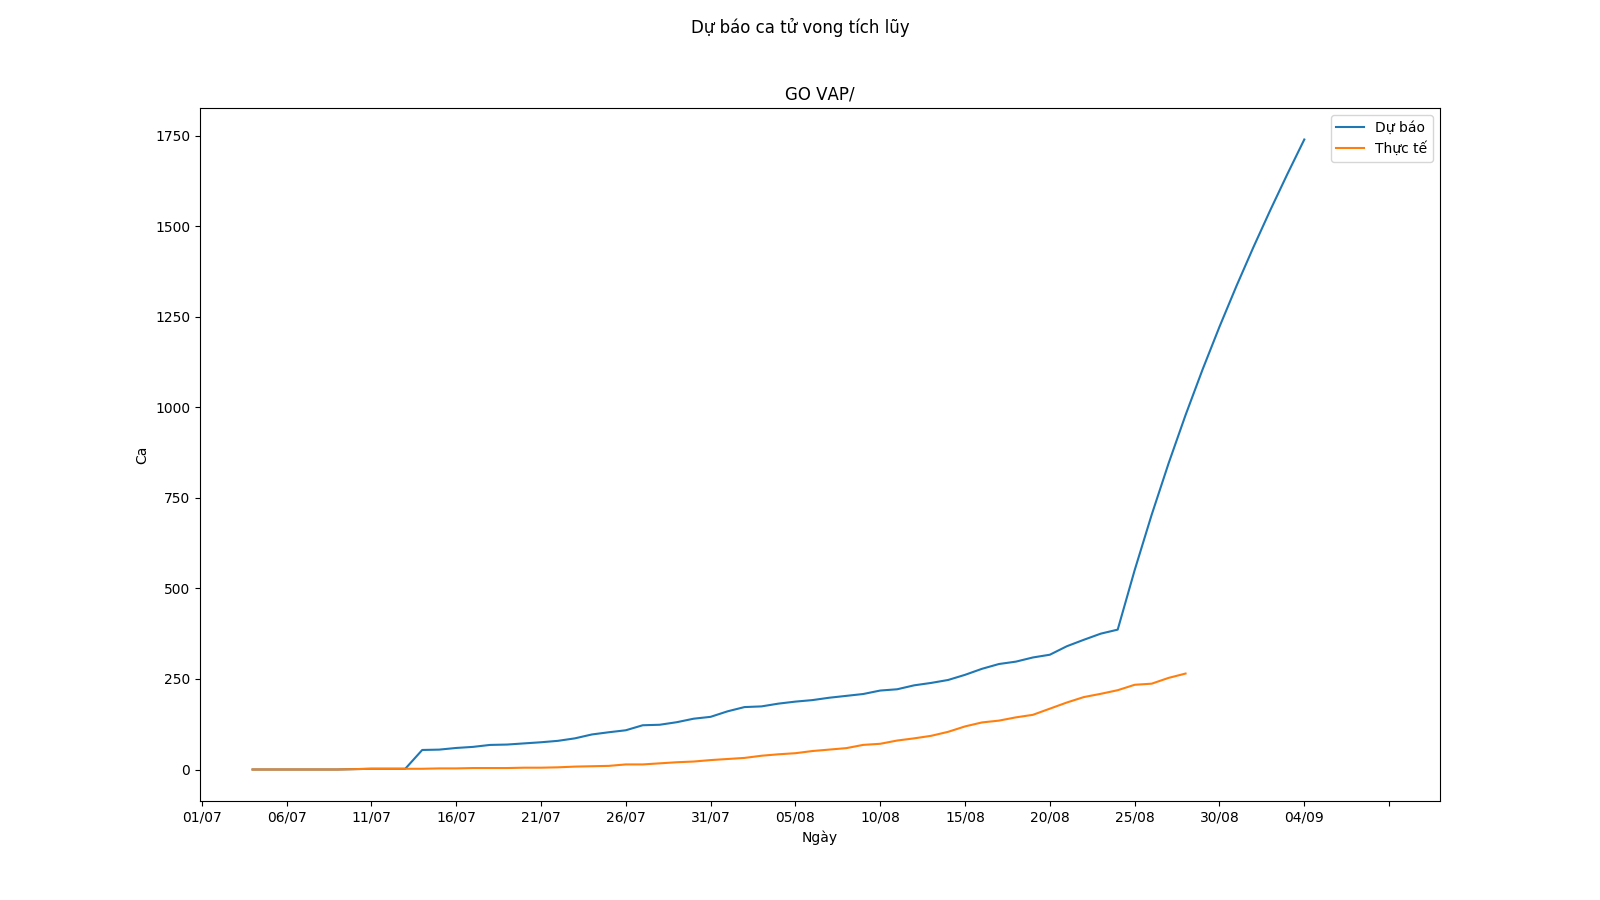 Dự báo ca tử vong tích lũy
GO VAP/
Dự báo
Thực tế
1750
1500
1250
1000
750
500
250
0
Ca
01/07 06/07 11/07 16/07 21/07 26/07 31/07 05/08 10/08 15/08 20/08 25/08 30/08 04/09
Ngày